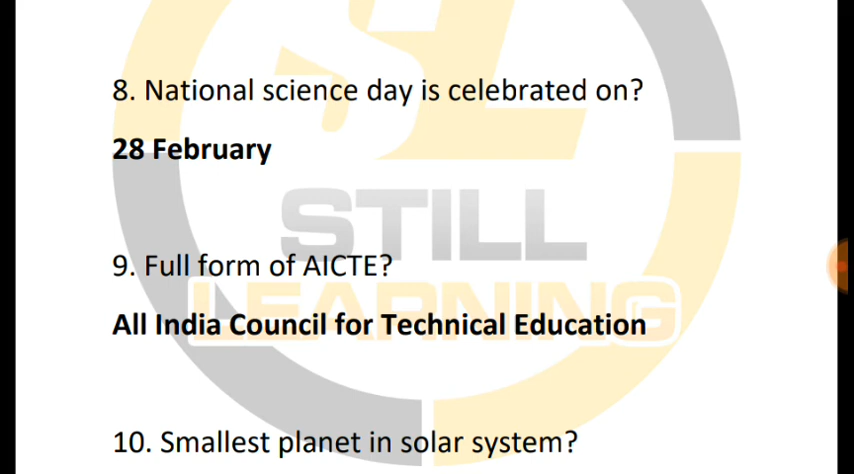 8. National science day is celebrated on?
28 February
STILL
9. Full form of AICTE?
LEARNING
All India Council for Technical Education
10. Smallest planet in solar system?